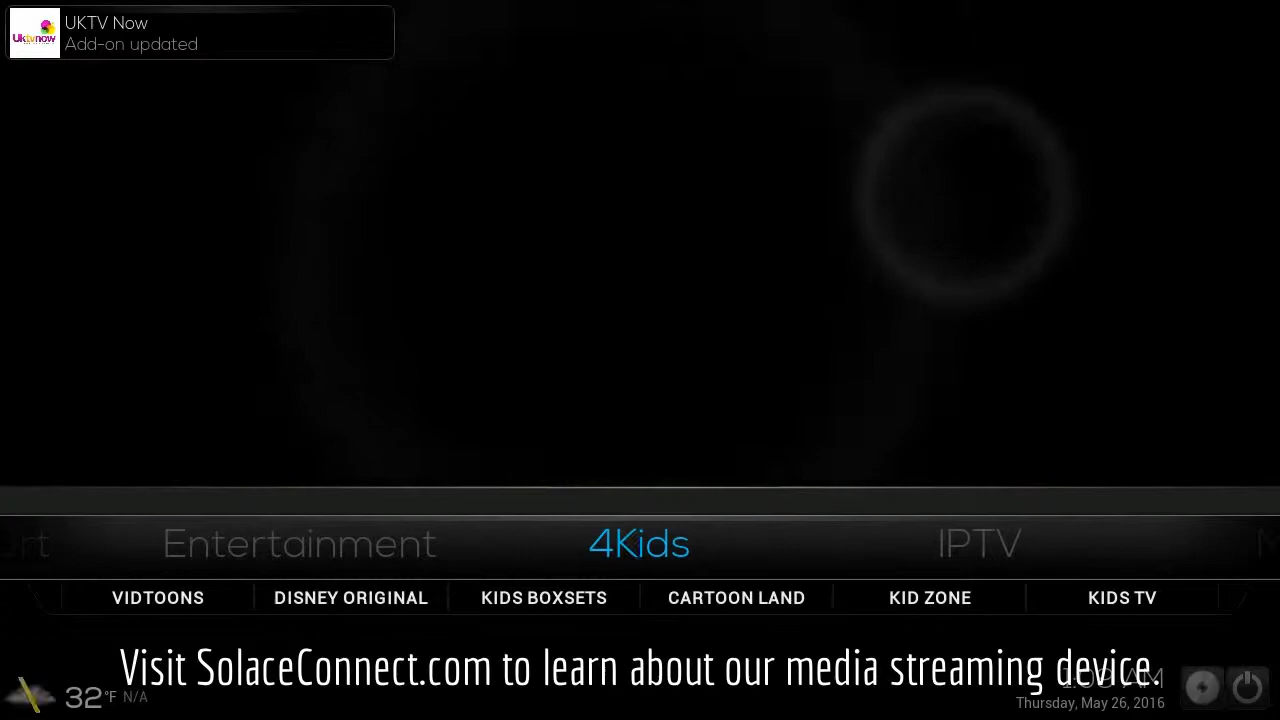 UKTV Now
Uktvnow
Add-on updated
Entertainment 4Kids IPTV
VIDTOONS DISNEY ORIGINAL KIDS BOXSETS CARTOON LAND KID ZONE KIDS TV
Visit SolaceConnect.com to learn about our media streaming device.
32°F N/A
Thursday, May 26, 2016